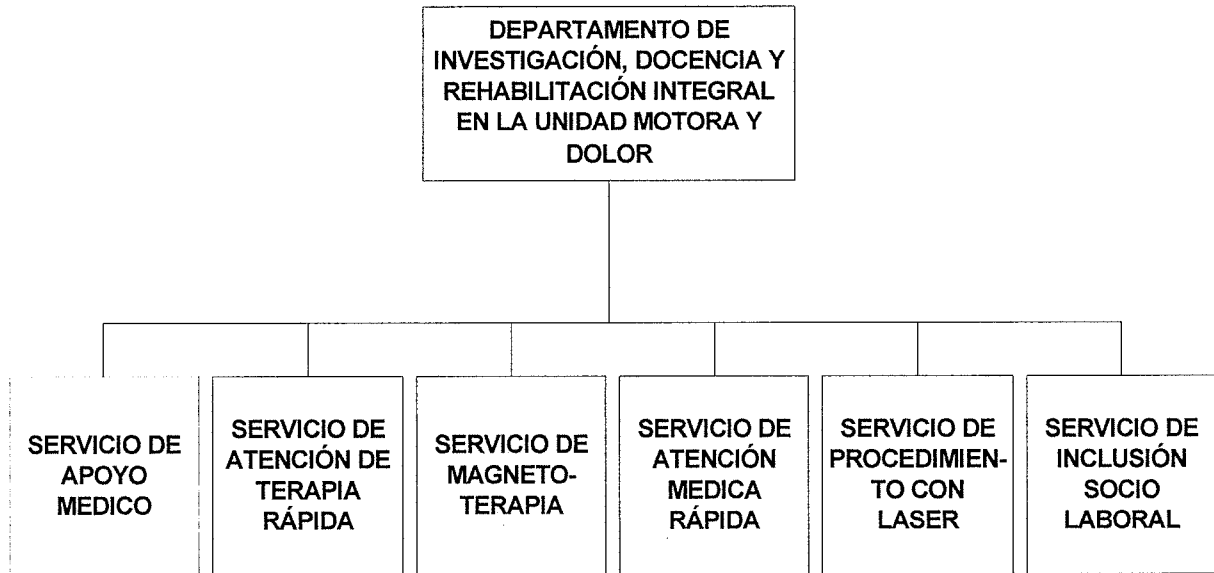 DEPARTAMENTO DE
INVESTIGACIÓN, DOCENCIA Y
REHABILITACIÓN INTEGRAL
EN LA UNIDAD MOTORA Y
DOLOR
SERVICIO DE
APOYO
MEDICO
SERVICIO DE
ATENCIÓN DE
TERAPIA
RÁPIDA
SERVICIO DE
MAGNETO-
TERAPIA
SERVICIO DE
ATENCIÓN
MEDICA
RÁPIDA
SERVICIO DE
PROCEDIMIEN-
TO CON
LASER
SERVICIO DE
INCLUSIÓN
SOCIO
LABORAL